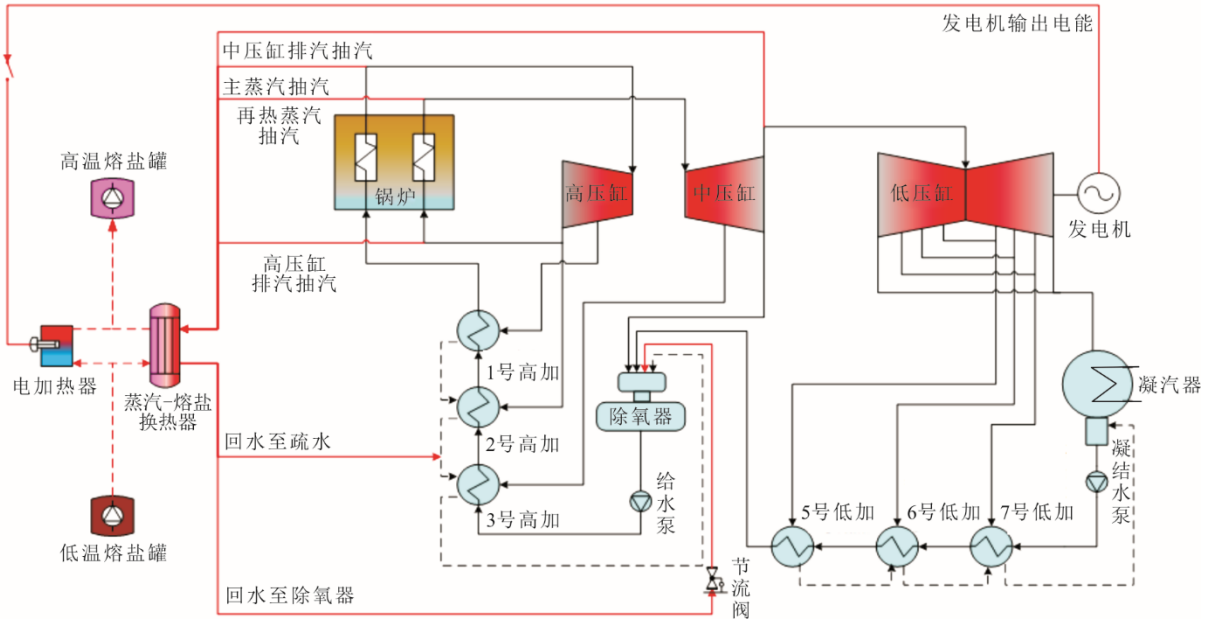 发电机输出电能
中压缸排汽抽汽
主蒸汽抽汽
再热蒸汽
抽汽
高温熔盐罐
锅炉
高压缸
中压缸
低压缸
发电机
高压缸
排汽抽汽
电加热器
蒸汽-熔盐
换热器
1号高加
除氧器
凝汽器
回水至疏水
2号高加
给水泵
凝结水泵
3号高加
5号低加
6号低加
7号低加
低温熔盐罐
节流阀
回水至除氧器